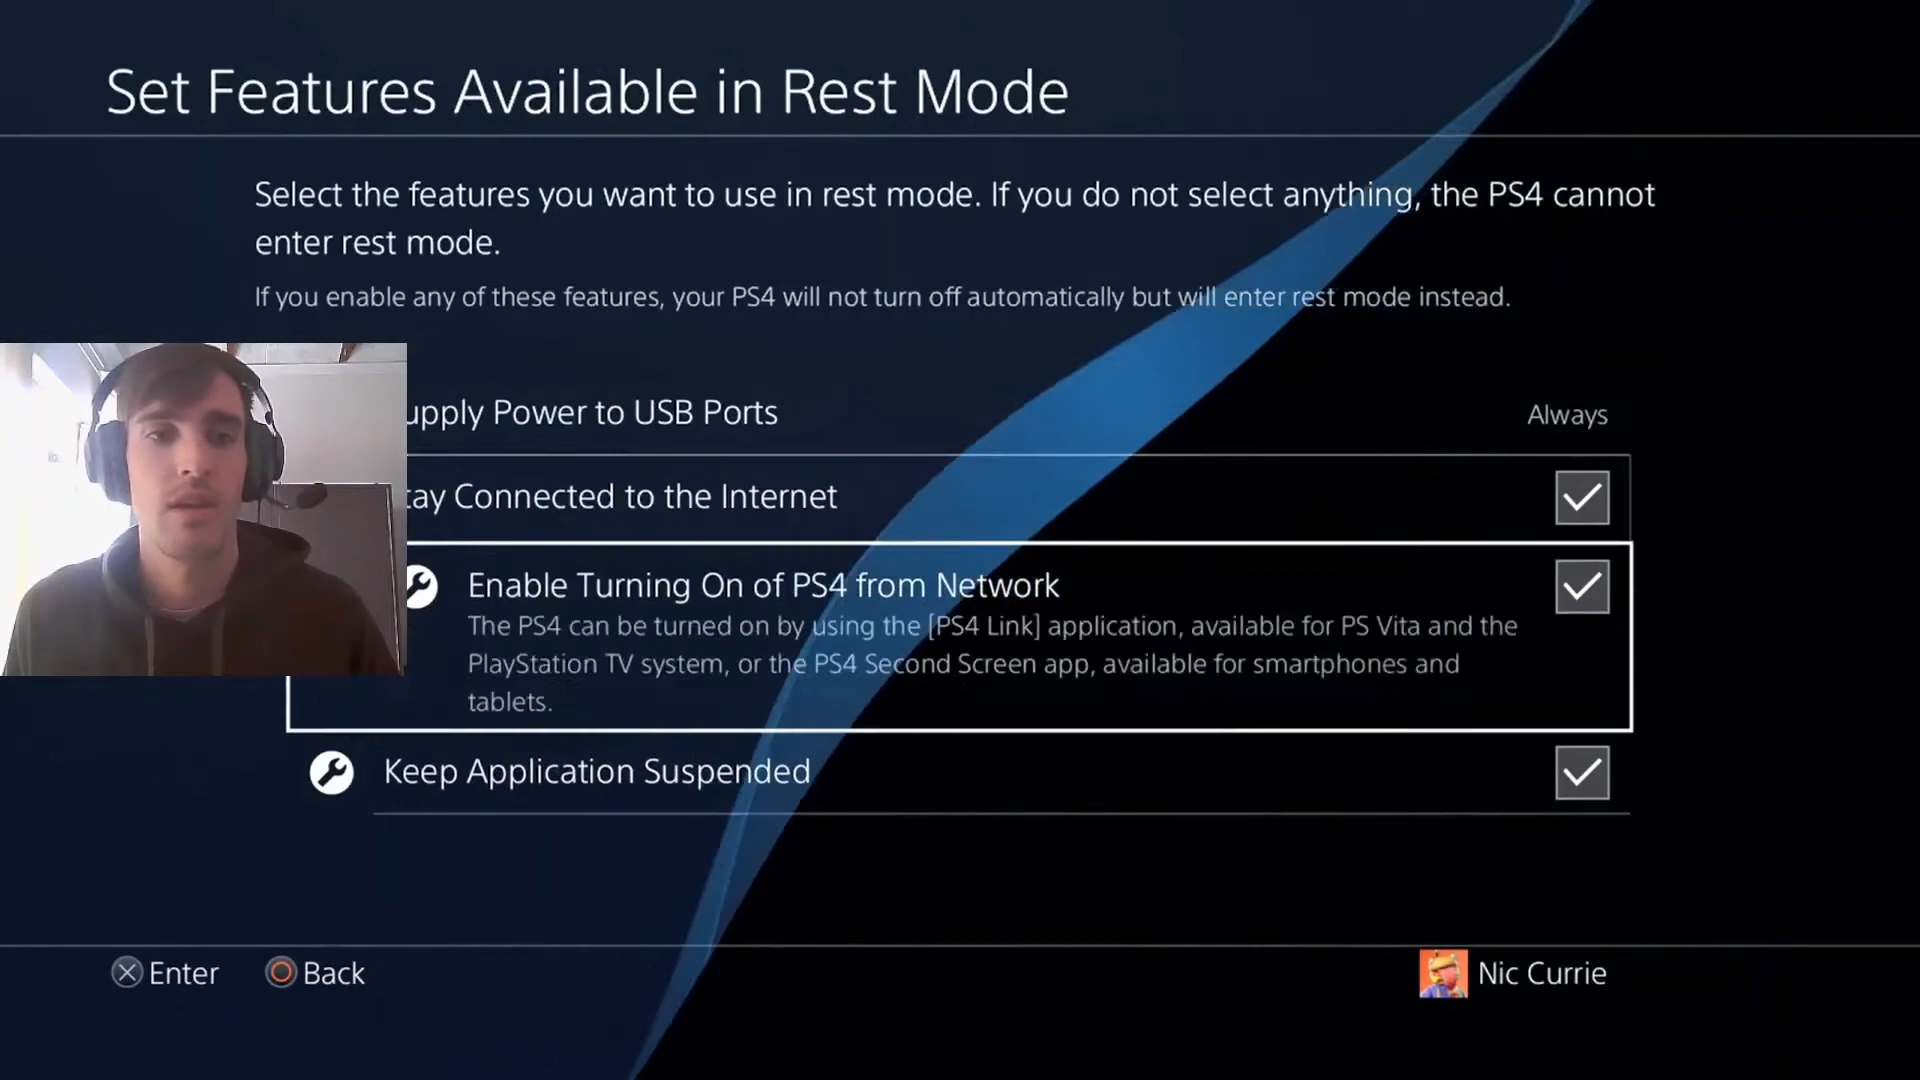 Set Features Available in Rest Mode
Select the features you want to use in rest mode. If you do not select anything, the PS4 cannot
enter rest mode.
If you enable any of these features, your PS4 will not turn off automatically but will enter rest mode instead.
upply Power to USB Ports
Always
tay Connected to the Internet
Enable Turning On of PS4 from Network
The PS4 can be turned on by using the [PS4 Link] application, available for PS Vita and the
PlayStation TV system, or the PS4 Second Screen app, available for smartphones and
tablets.
Keep Application Suspended
Enter
Back
Nic Currie